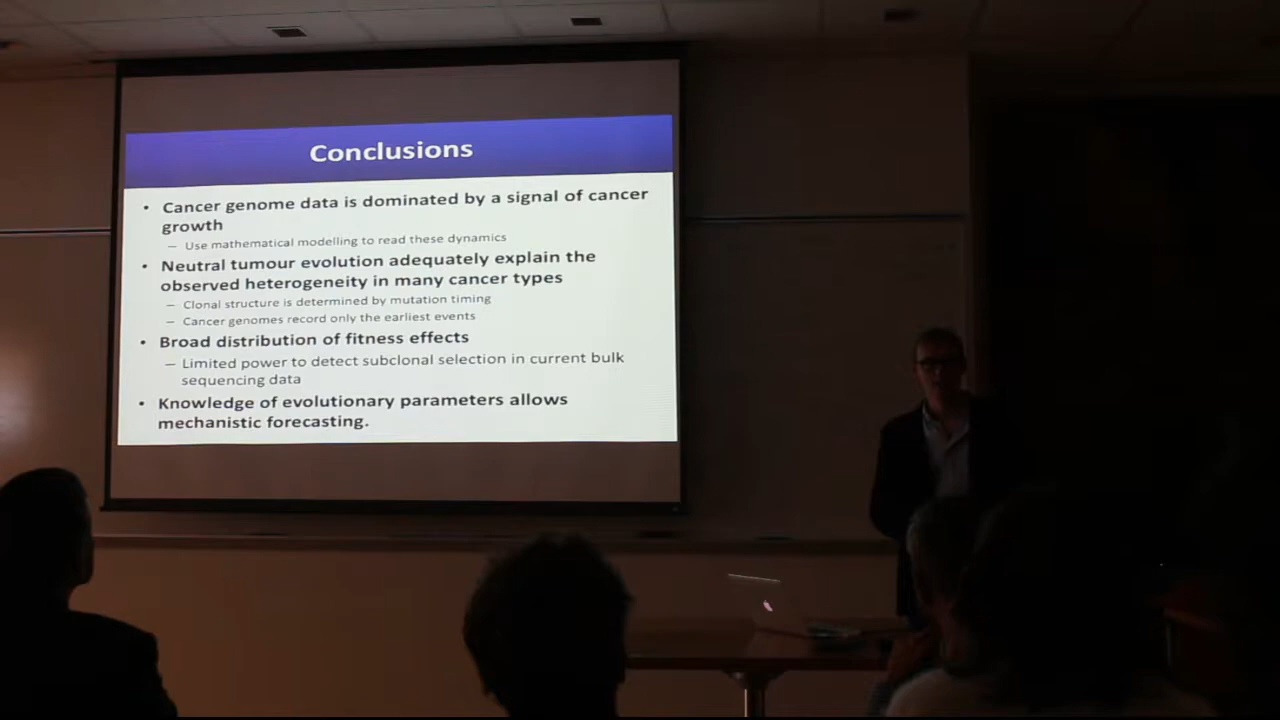 Conclusions
• Cancer genome data is dominated by a signal of cancer
growth
– Use mathematical modelling to read these dynamics
• Neutral tumour evolution adequately explain the
observed heterogeneity in many cancer types
– Clonal structure is determined by mutation timing
– Cancer genomes record only the earliest events
• Broad distribution of fitness effects
– Limited power to detect subclonal selection in current bulk
sequencing data
• Knowledge of evolutionary parameters allows
mechanistic forecasting.